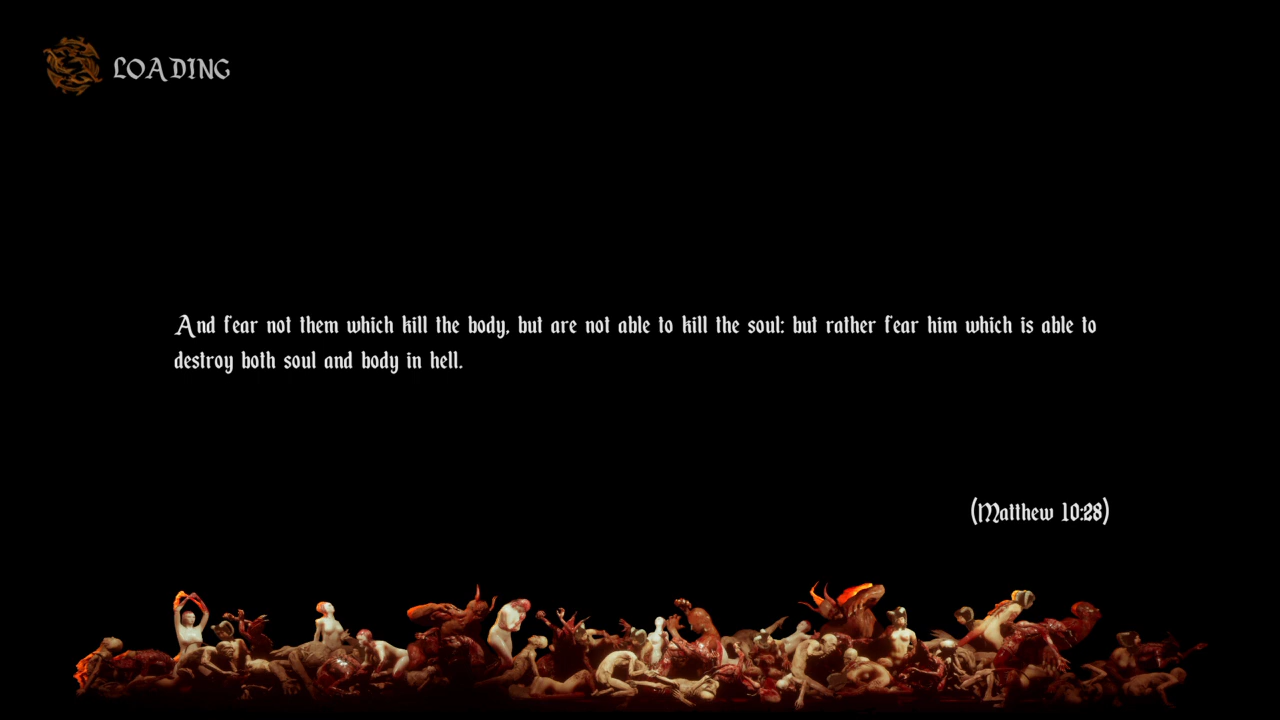 LOADING
And fear not them which kill the body, but are not able to kill the soul: but rather fear him which is able to
destroy both soul and body in hell.
(Matthew 10:28)